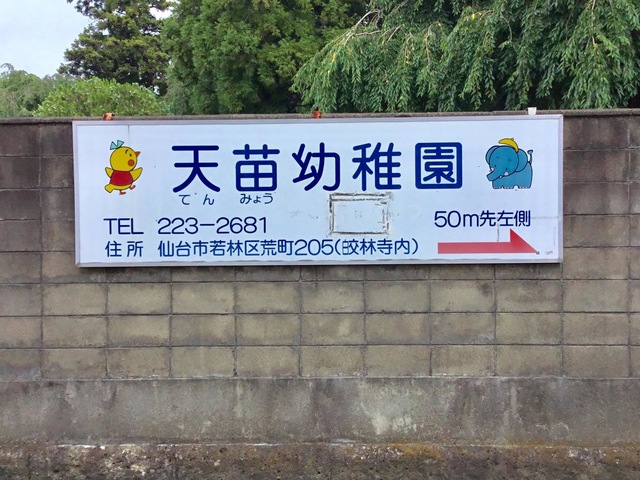 天苗幼稚園
てん みょう
TEL 223-2681
50m先左側
住所 仙台市若林区荒町205(皎林寺内)